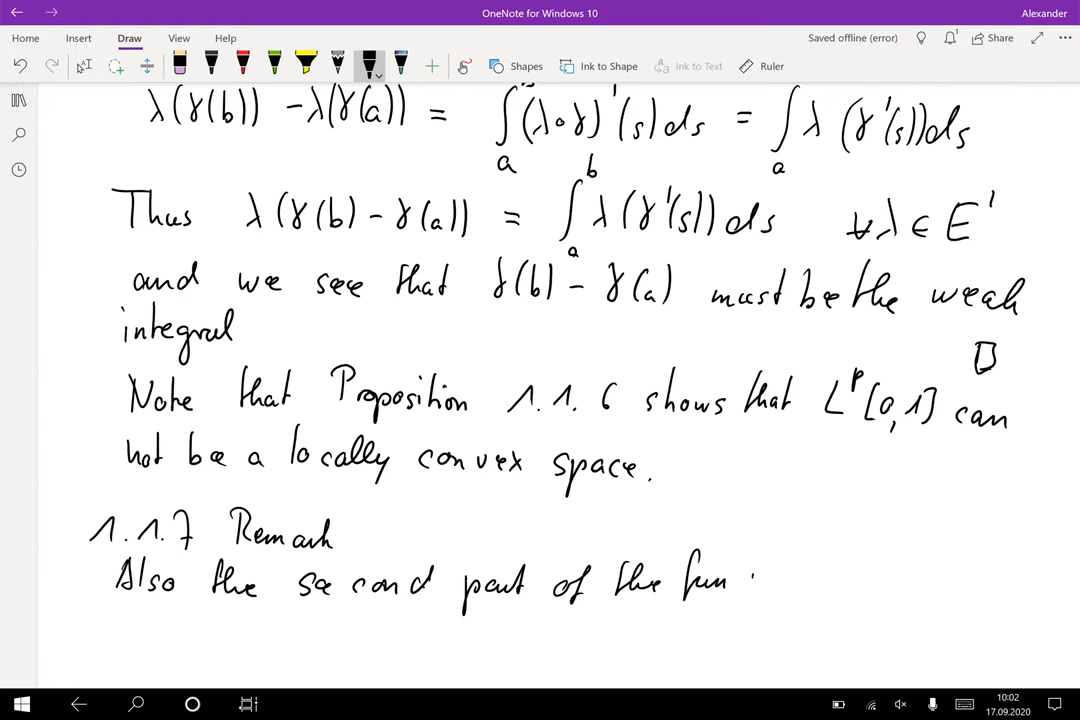 OneNote for Windows 10
Alexander
Home Insert Draw View Help
Saved offline (error)
Share
Shapes
Ink to Shape
Ink to Text
Ruler
λ(γ(b)) - λ(γ(a)) = ∫_a (λ∘γ)'(s)ds = ∫_a λ(γ'(s))ds
Thus λ(γ(b) - γ(a)) = ∫_a^b λ(γ'(s))ds ∀λ∈E'
and we see that γ(b) - γ(a) must be the weak
integral
□
Note that Proposition 1.1.6 shows that L^p[0,1] can
not be a locally convex space.
1.1.7 Remark
Also the second part of the fun
10:02
17.09.2020